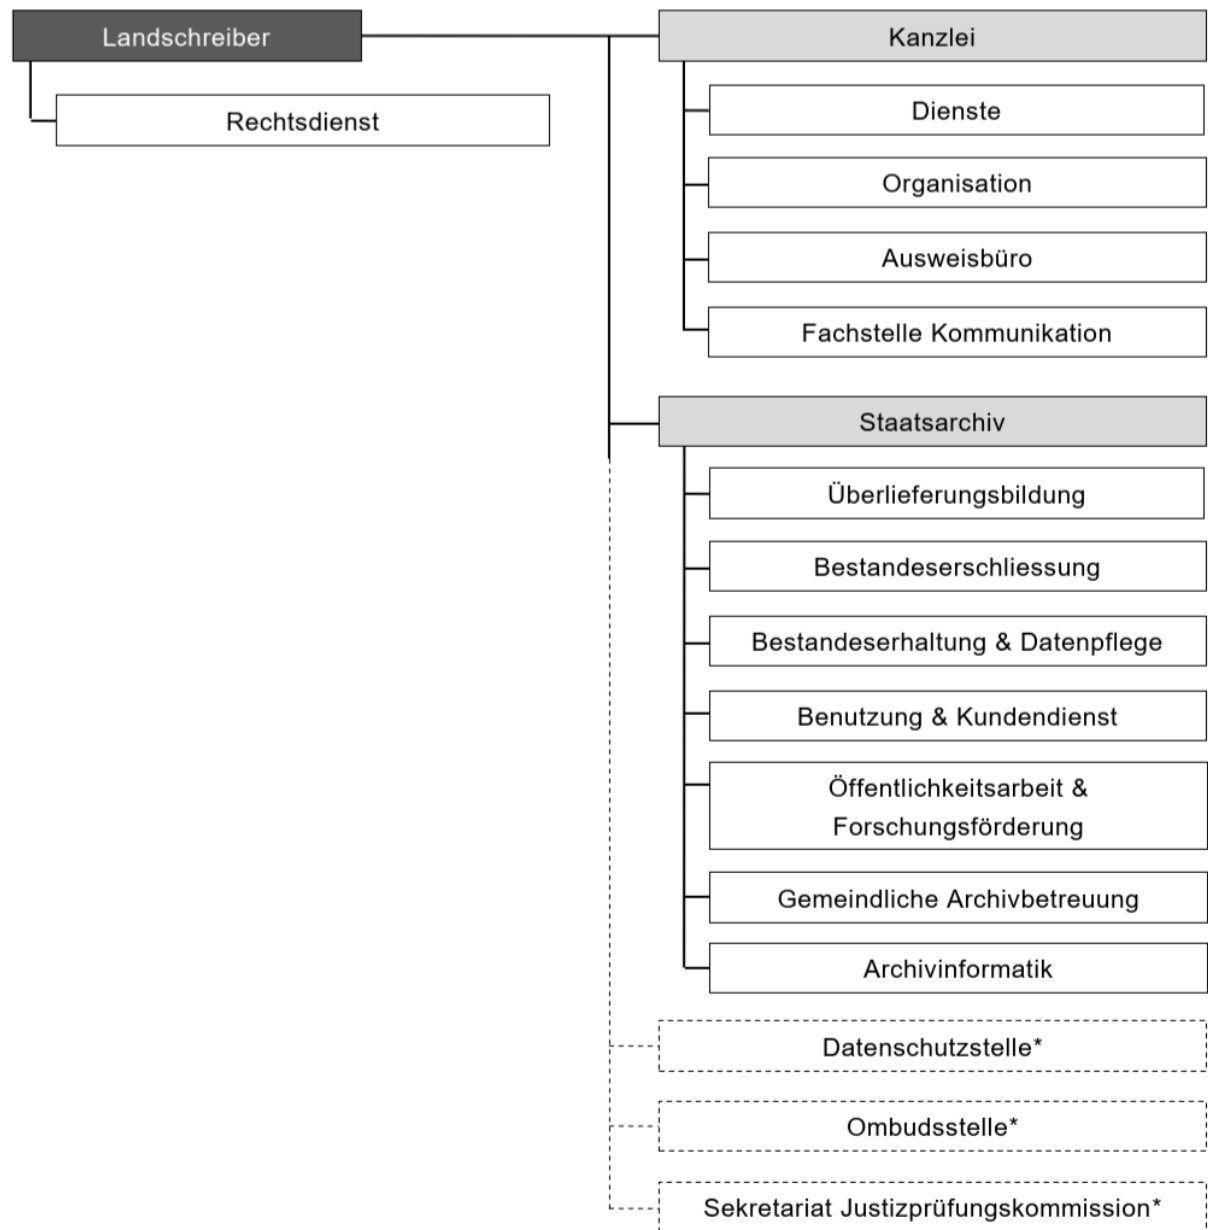 Landschreiber
Rechtsdienst
Kanzlei
Dienste
Organisation
Ausweisbüro
Fachstelle Kommunikation
Staatsarchiv
Überlieferungsbildung
Bestandeserschliessung
Bestandeserhaltung & Datenpflege
Benutzung & Kundendienst
Öffentlichkeitsarbeit &
Forschungsförderung
Gemeindliche Archivbetreuung
Archivinformatik
Datenschutzstelle*
Ombudsstelle*
Sekretariat Justizprüfungskommission*